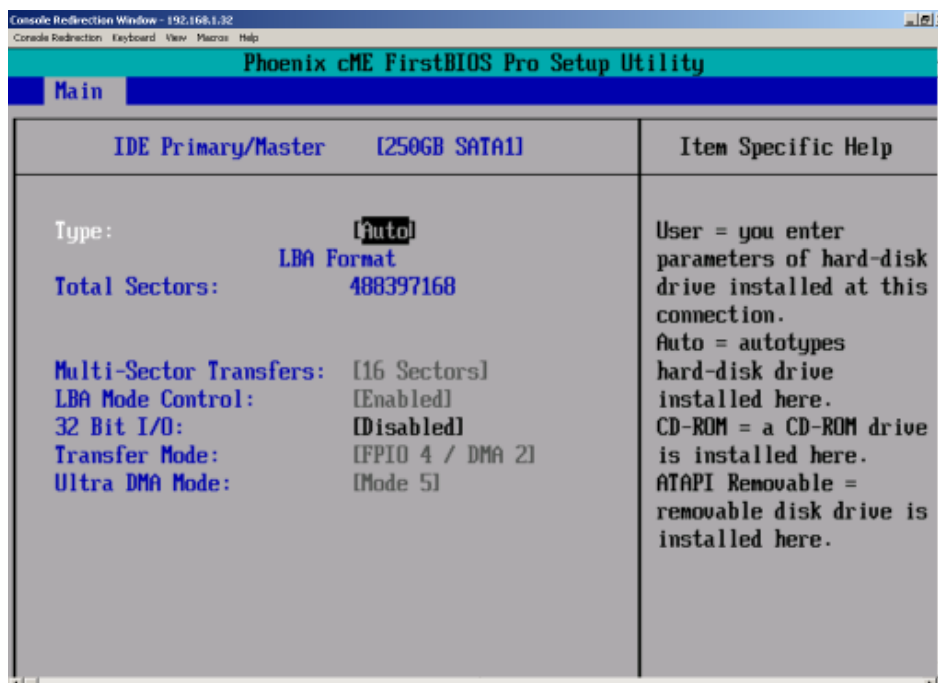 Console Redirection Window - 192.168.1.32
Console Redirection Keyboard View Macros Help
Phoenix cME FirstBIOS Pro Setup Utility
Main
IDE Primary/Master [250GB SATA1]
Item Specific Help
Type: [Auto]
LBA Format
Total Sectors: 488397168
Multi-Sector Transfers: [16 Sectors]
LBA Mode Control: [Enabled]
32 Bit I/O: [Disabled]
Transfer Mode: [FPIO 4 / DMA 2]
Ultra DMA Mode: [Mode 5]
User = you enter
parameters of hard-disk
drive installed at this
connection.
Auto = autotypes
hard-disk drive
installed here.
CD-ROM = a CD-ROM drive
is installed here.
ATAPI Removable =
removable disk drive is
installed here.